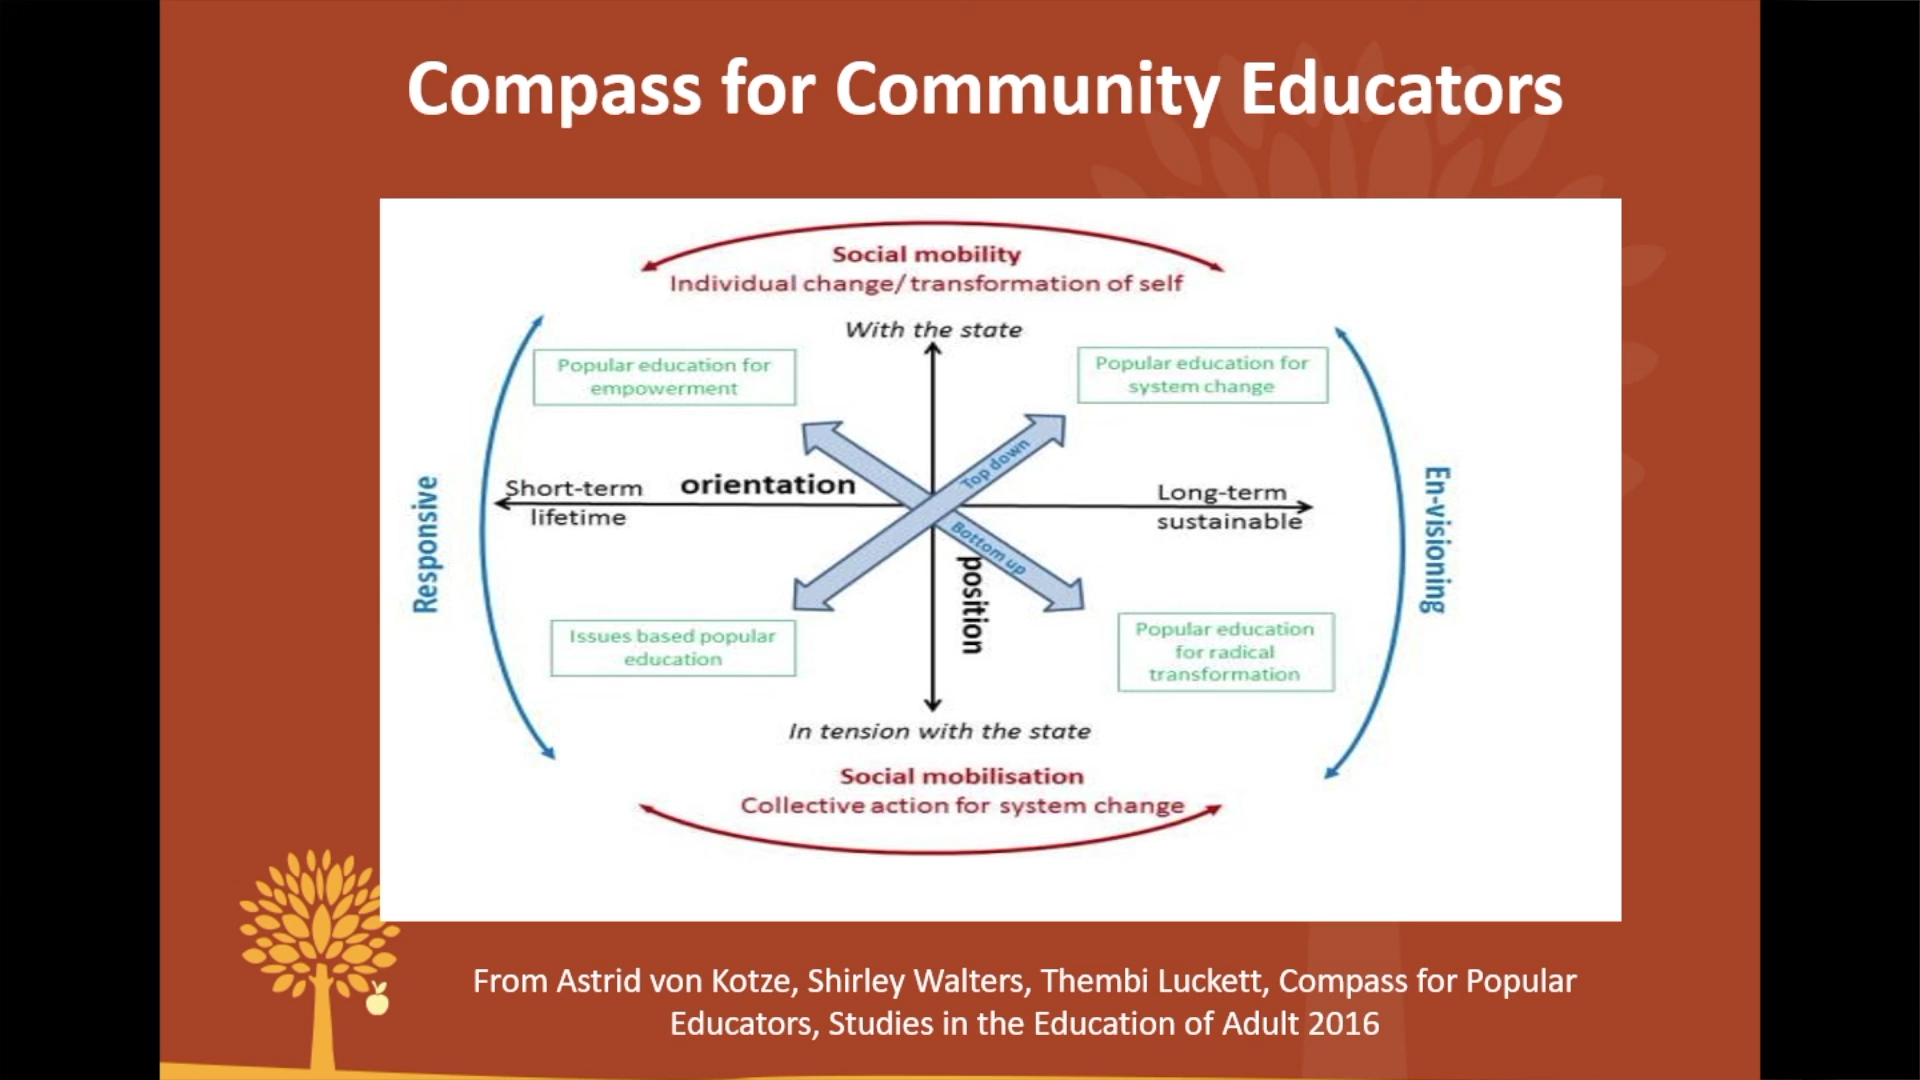 Compass for Community Educators
Social mobility
Individual change/transformation of self
With the state
Popular education for
empowerment
Popular education for
system change
Top down
Responsive
Short-term
lifetime
orientation
Long-term
sustainable
En-visioning
Bottom up
position
Issues based popular
education
Popular education
for radical
transformation
In tension with the state
Social mobilisation
Collective action for system change
From Astrid von Kotze, Shirley Walters, Thembi Luckett, Compass for Popular
Educators, Studies in the Education of Adult 2016